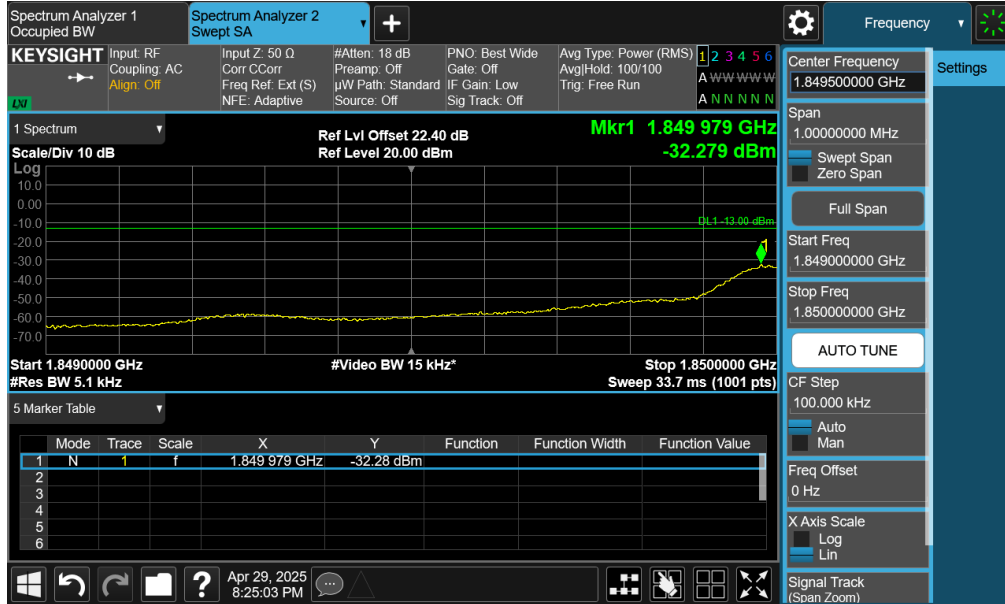 Spectrum Analyzer 1
Occupied BW
Spectrum Analyzer 2
Swept SA
Frequency
KEYSIGHT
LXI
Input: RF
Coupling: AC
Align: Off
Input Z: 50 Ω
Corr CCorr
Freq Ref: Ext (S)
NFE: Adaptive
#Atten: 18 dB
Preamp: Off
µW Path: Standard
Source: Off
PNO: Best Wide
Gate: Off
IF Gain: Low
Sig Track: Off
Avg Type: Power (RMS)
Avg|Hold: 100/100
Trig: Free Run
1 2 3 4 5 6
A W W W W W
A N N N N N
1 Spectrum
Scale/Div 10 dB
Ref Lvl Offset 22.40 dB
Ref Level 20.00 dBm
Mkr1 1.849 979 GHz
-32.279 dBm
Log
10.0
0.00
-10.0
-20.0
-30.0
-40.0
-50.0
-60.0
-70.0
DL1 -13.00 dBm
1
Start 1.8490000 GHz
#Video BW 15 kHz*
Stop 1.8500000 GHz
#Res BW 5.1 kHz
Sweep 33.7 ms (1001 pts)
5 Marker Table
Mode Trace Scale X Y Function Function Width Function Value
1 N 1 f 1.849 979 GHz -32.28 dBm
2
3
4
5
6
Center Frequency
1.849500000 GHz
Span
1.00000000 MHz
Swept Span
Zero Span
Full Span
Start Freq
1.849000000 GHz
Stop Freq
1.850000000 GHz
AUTO TUNE
CF Step
100.000 kHz
Auto
Man
Freq Offset
0 Hz
X Axis Scale
Log
Lin
Signal Track
(Span Zoom)
Settings
?
Apr 29, 2025
8:25:03 PM